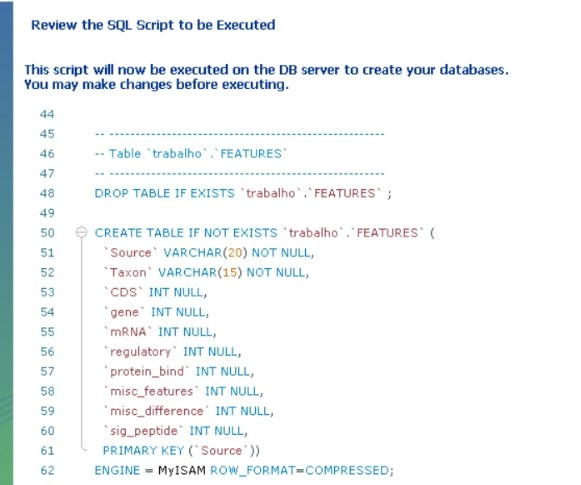 Review the SQL Script to be Executed
This script will now be executed on the DB server to create your databases.
You may make changes before executing.
44
45 -- ----------------------------------------------------
46 -- Table `trabalho`.`FEATURES`
47 -- ----------------------------------------------------
48 DROP TABLE IF EXISTS `trabalho`.`FEATURES` ;
49
50 CREATE TABLE IF NOT EXISTS `trabalho`.`FEATURES` (
51 `Source` VARCHAR(20) NOT NULL,
52 `Taxon` VARCHAR(15) NOT NULL,
53 `CDS` INT NULL,
54 `gene` INT NULL,
55 `mRNA` INT NULL,
56 `regulatory` INT NULL,
57 `protein_bind` INT NULL,
58 `misc_features` INT NULL,
59 `misc_difference` INT NULL,
60 `sig_peptide` INT NULL,
61 PRIMARY KEY (`Source`))
62 ENGINE = MyISAM ROW_FORMAT=COMPRESSED;